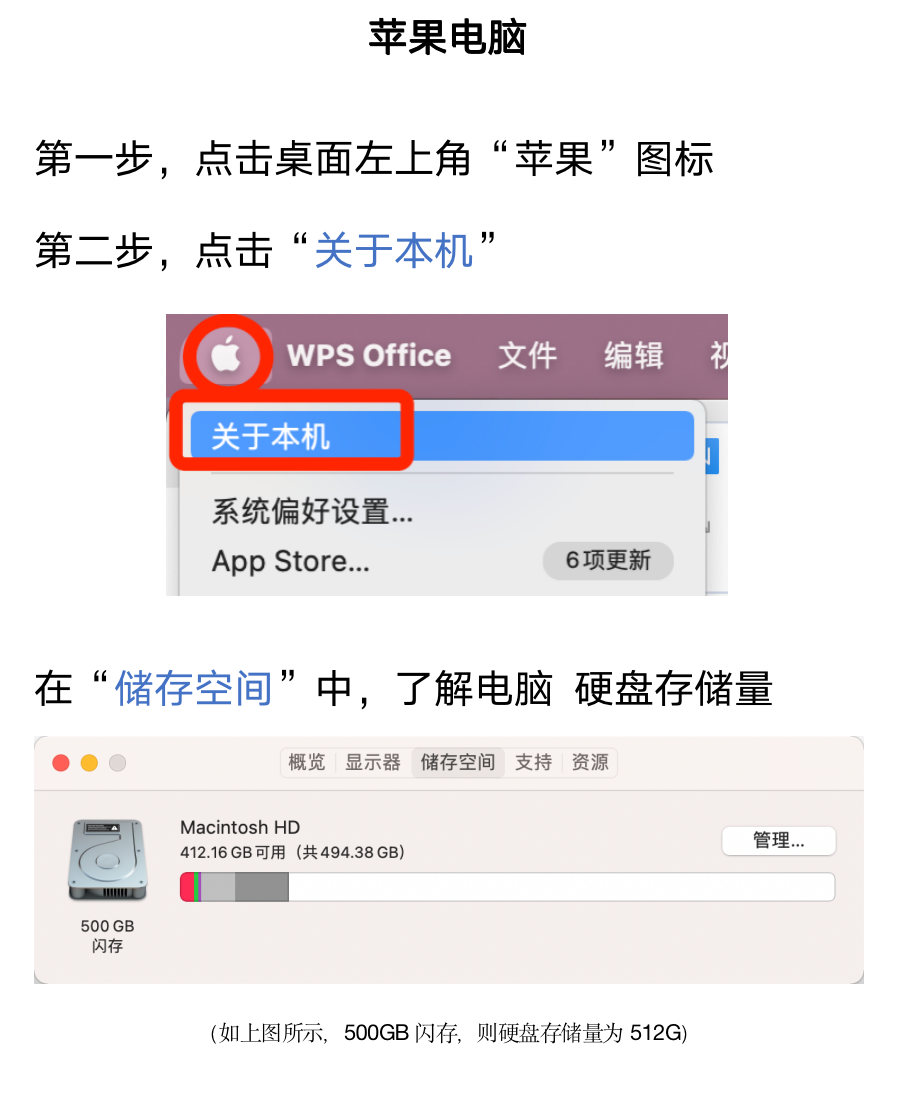 苹果电脑
第一步，点击桌面左上角“苹果”图标
第二步，点击“关于本机”
WPS Office 文件 编辑
关于本机
系统偏好设置...
App Store... 6项更新
在“储存空间”中，了解电脑 硬盘存储量
概览 显示器 储存空间 支持 资源
Macintosh HD
412.16 GB可用（共494.38 GB）
管理...
500 GB
闪存
(如上图所示，500GB 闪存，则硬盘存储量为 512G)